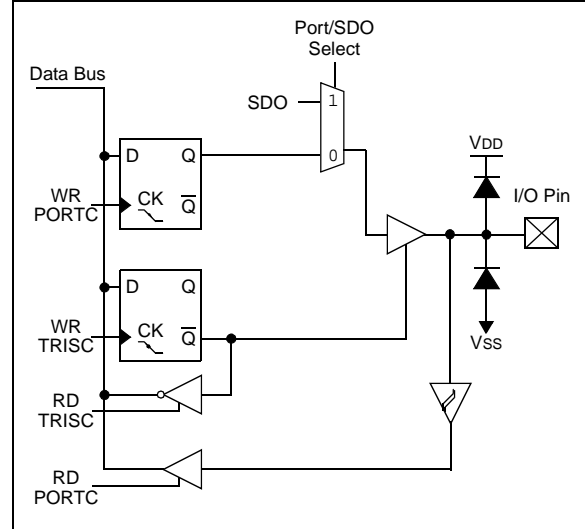 Port/SDO
Select
Data Bus
SDO
1
0
VDD
I/O Pin
D
Q
WR
PORTC
CK
Q
D
Q
WR
TRISC
CK
Q
VSS
RD
TRISC
RD
PORTC